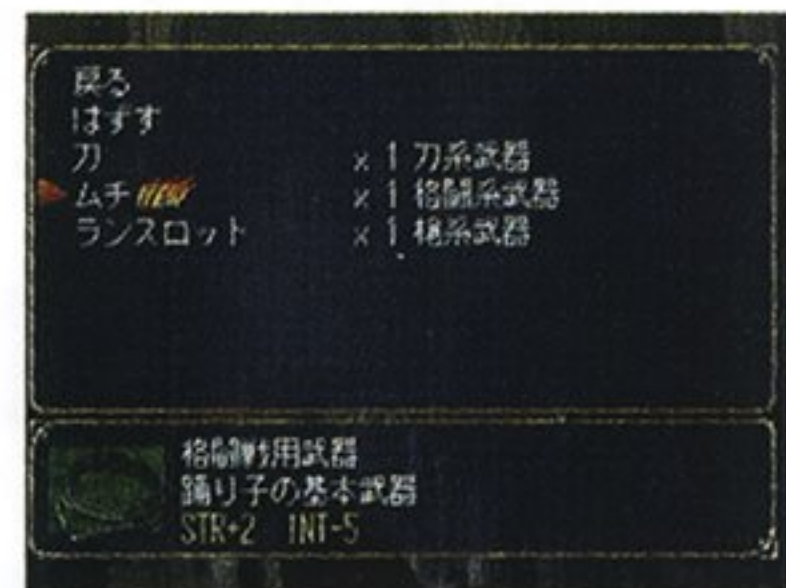 戻る
はずす
刀 x 1 刀系武器
ムチ NEW x 1 格闘系武器
ランスロット x 1 槍系武器
格闘戦用武器
踊り子の基本武器
STR+2 INT-5